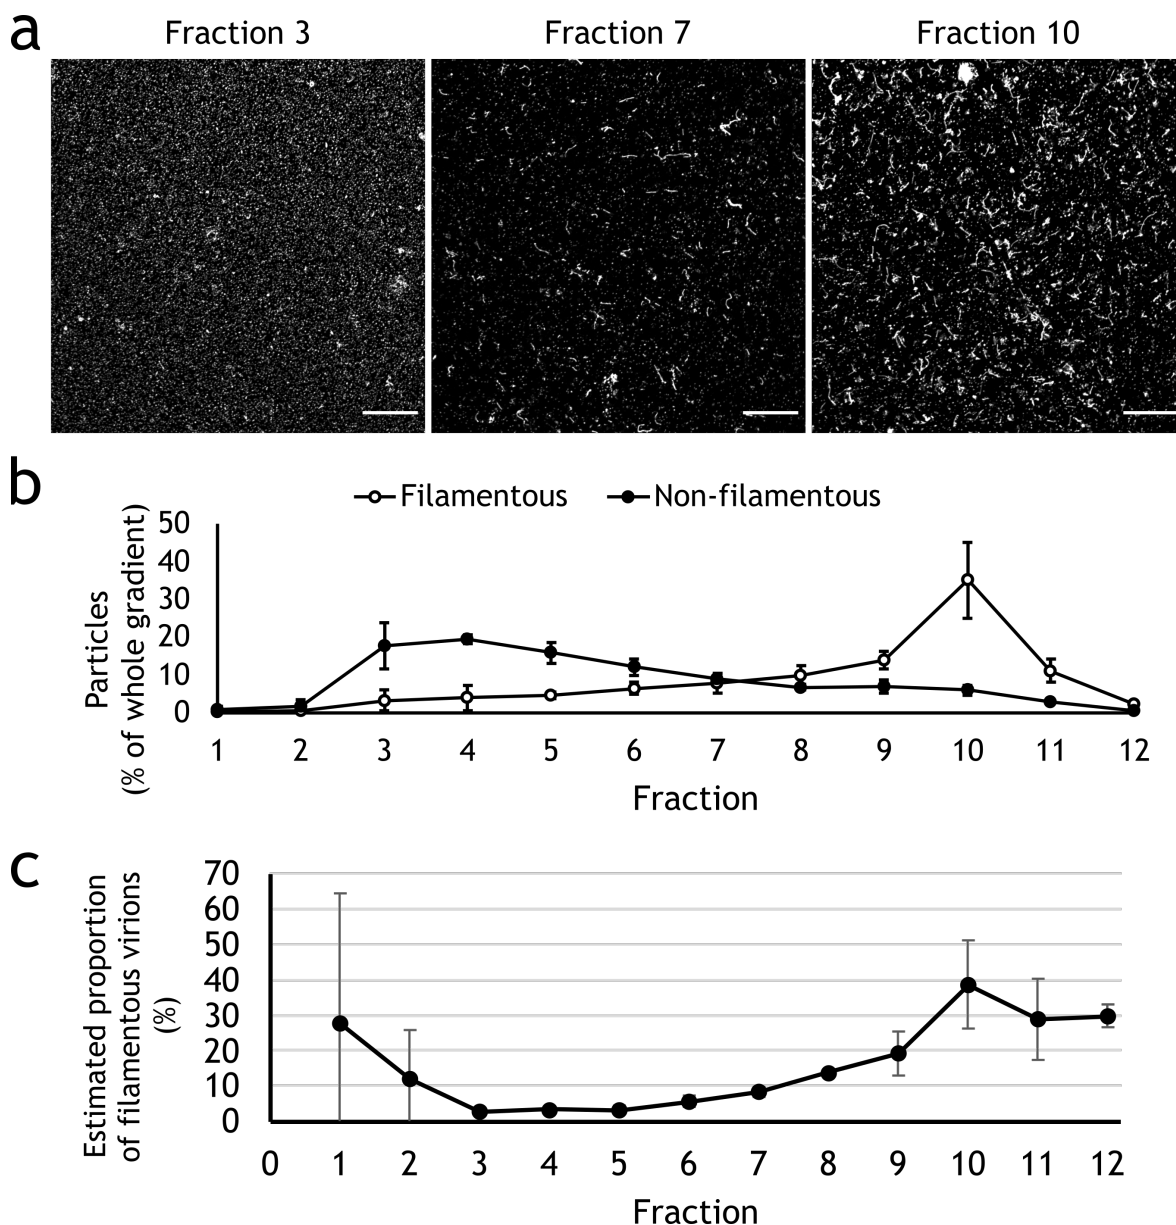 a
Fraction 3
Fraction 7
Fraction 10
b
Filamentous
Non-filamentous
Particles
(% of whole gradient)
50
40
30
20
10
0
1 2 3 4 5 6 7 8 9 10 11 12
Fraction
c
Estimated proportion
of filamentous virions
(%)
70
60
50
40
30
20
10
0
0 1 2 3 4 5 6 7 8 9 10 11 12
Fraction